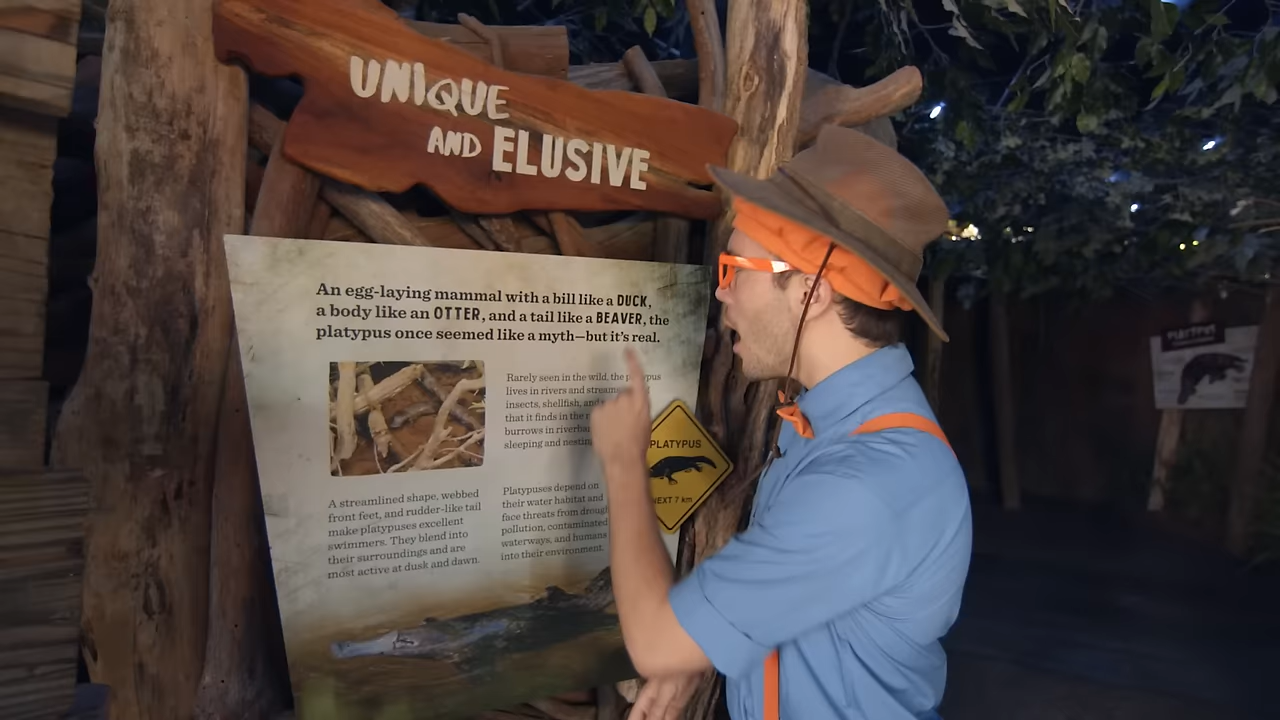 UNIQUE
AND ELUSIVE
An egg-laying mammal with a bill like a DUCK,
a body like an OTTER, and a tail like a BEAVER, the
platypus once seemed like a myth—but it's real.
Rarely seen in the wild, the platypus
lives in rivers and streams
insects, shellfish, and
that it finds in the
burrows in riverba
sleeping and nestin
A streamlined shape, webbed
front feet, and rudder-like tail
make platypuses excellent
swimmers. They blend into
their surroundings and are
most active at dusk and dawn.
Platypuses depend on
their water habitat and
face threats from drough
pollution, contaminated
waterways, and humans
into their environment.
PLATYPUS
NEXT 7 km
PLATYPUS